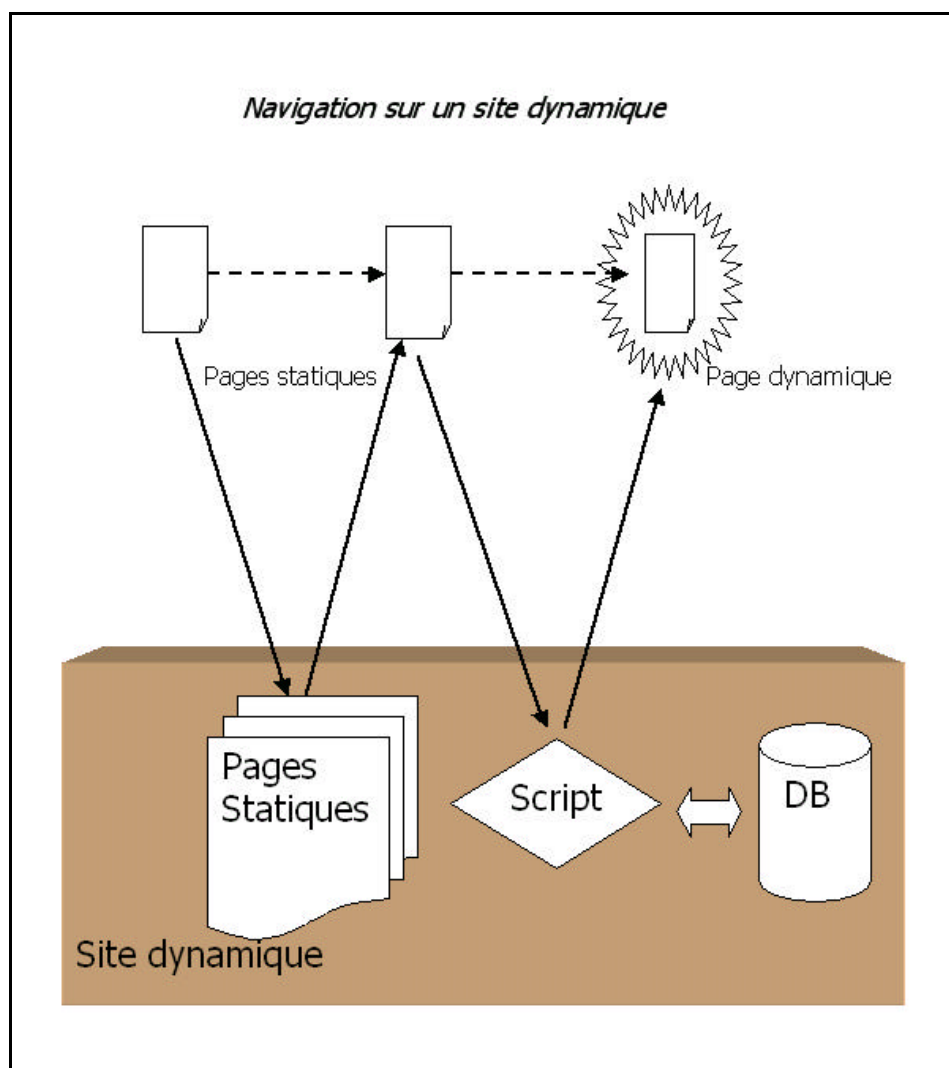 Navigation sur un site dynamique
Pages statiques
Page dynamique
Pages
Statiques
Script
DB
Site dynamique